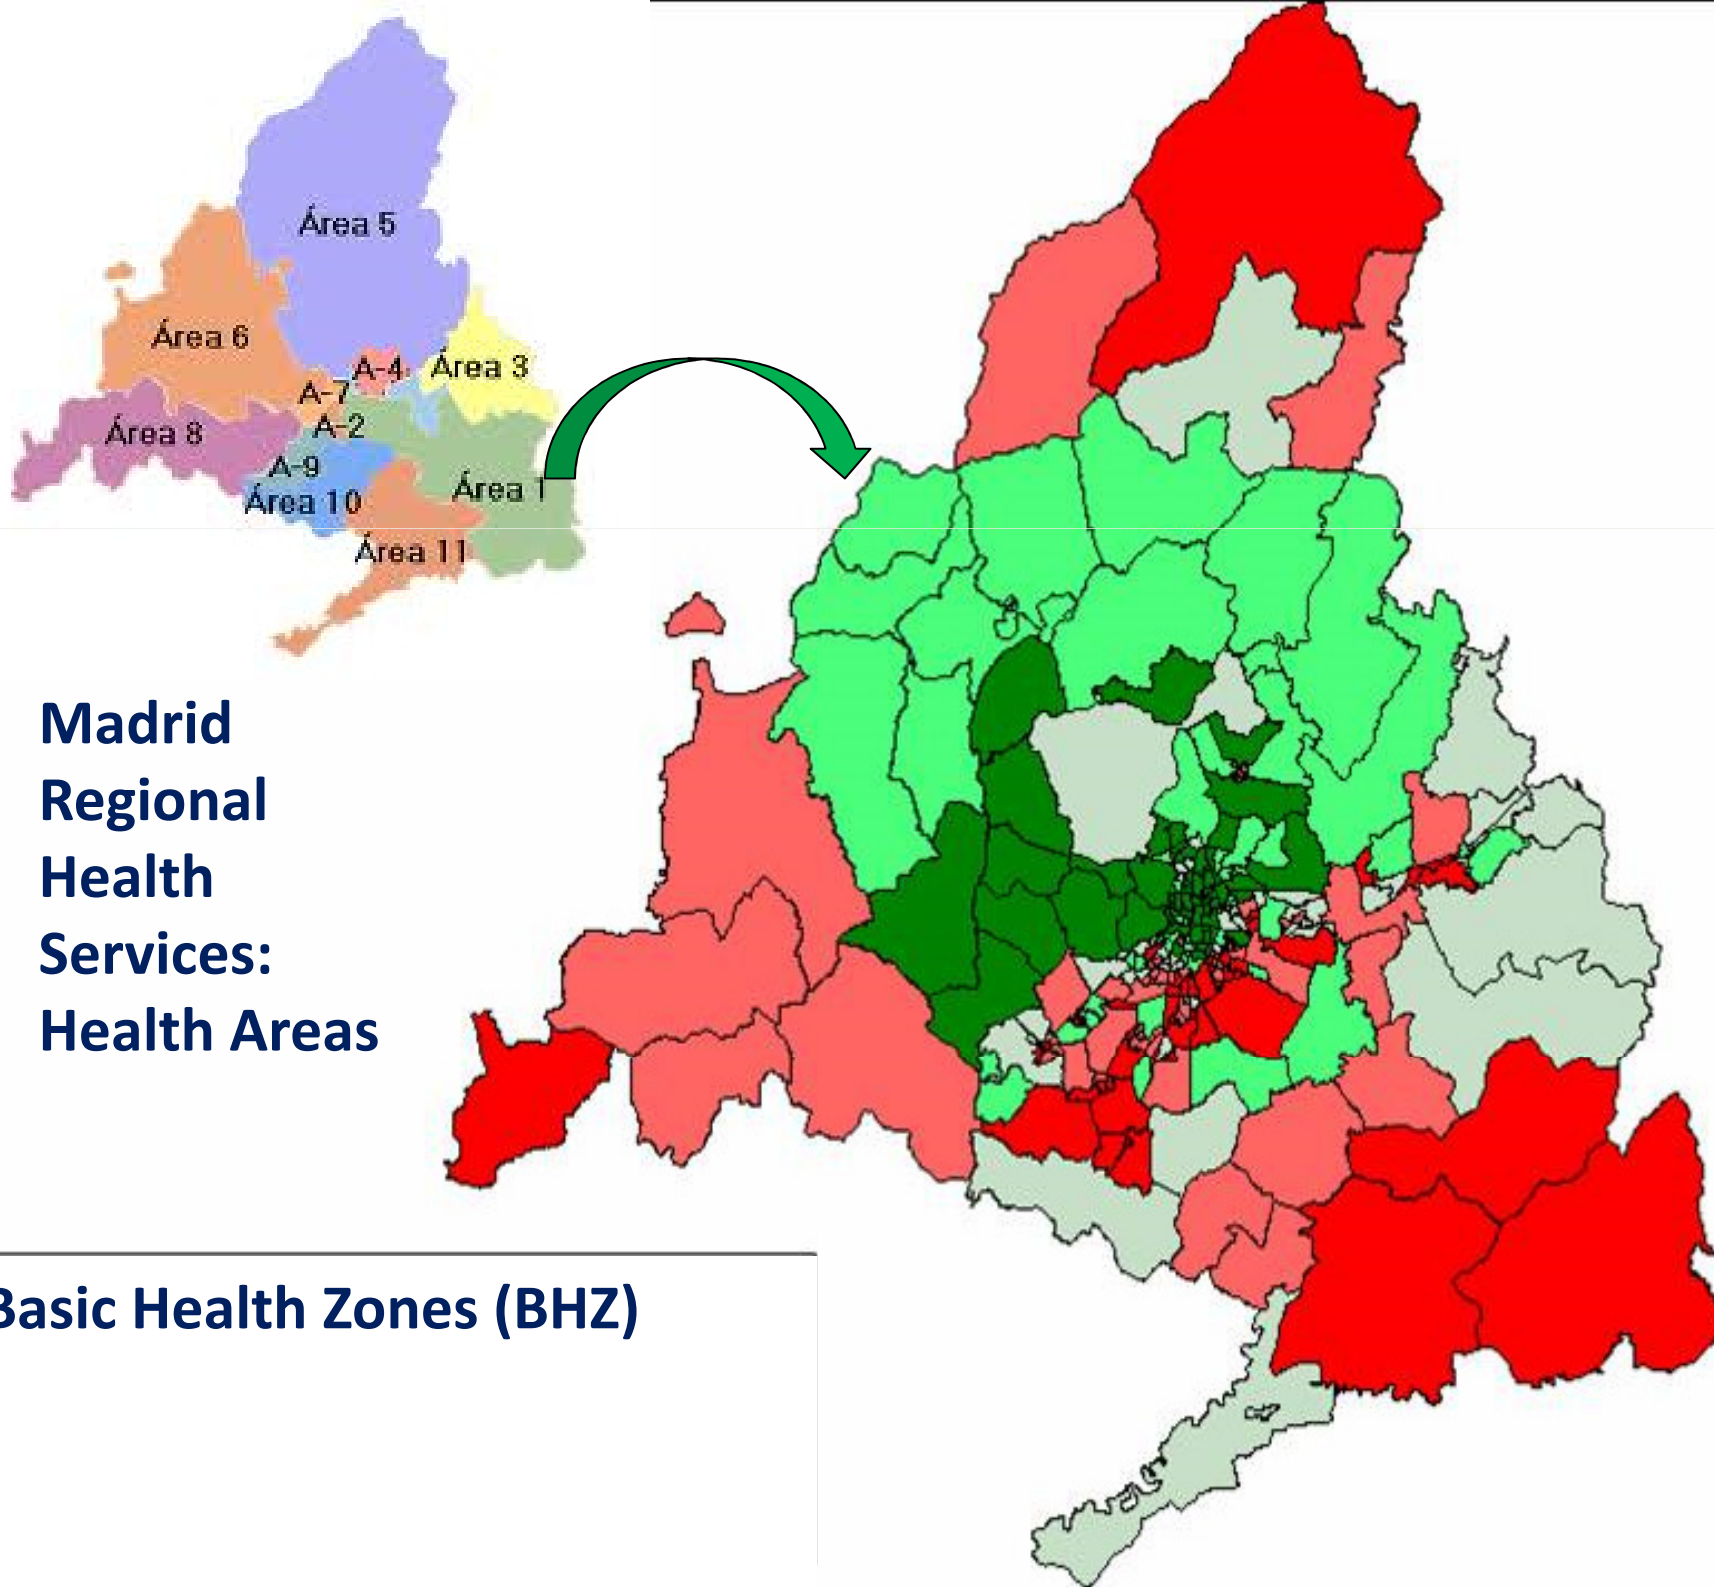 Área 5
Área 6
A-4
Área 3
A-7
A-2
Área 8
A-9
Área 1
Área 10
Área 11
Madrid
Regional
Health
Services:
Health Areas
Basic Health Zones (BHZ)